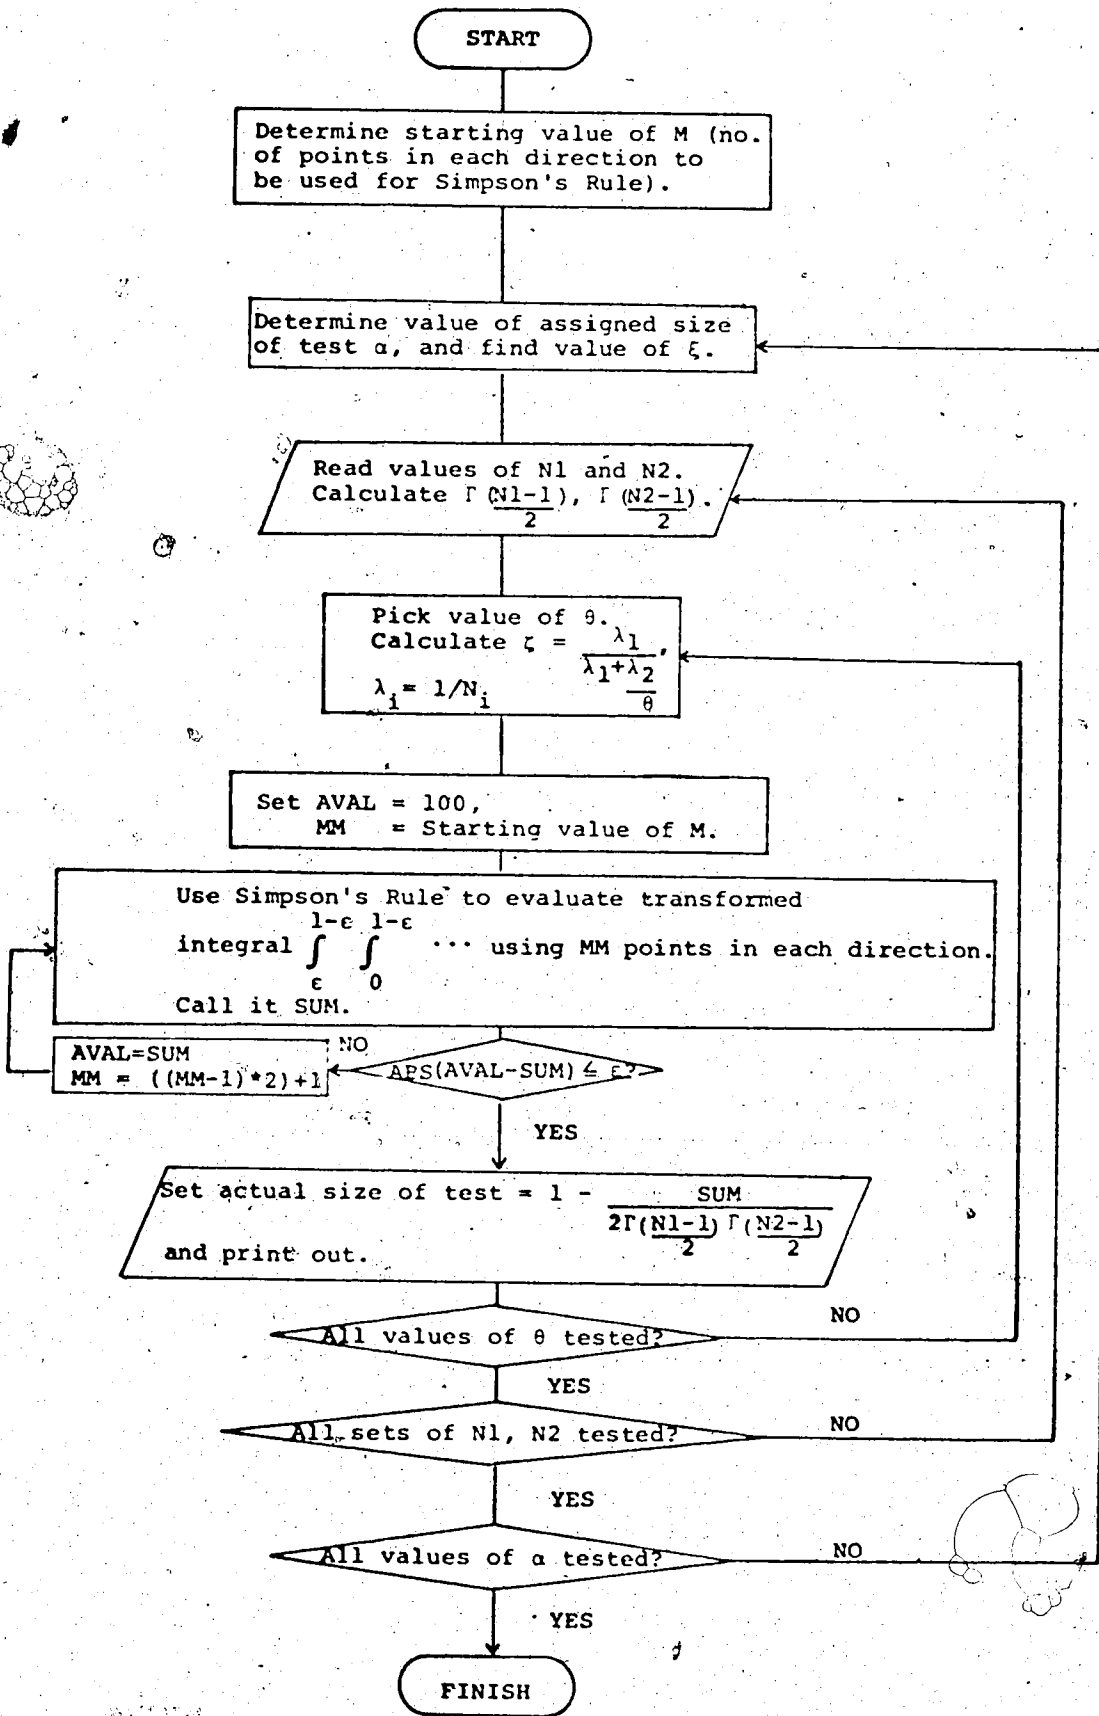 START
Determine starting value of M (no.
of points in each direction to
be used for Simpson's Rule).
Determine value of assigned size
of test α, and find value of ξ.
Read values of N1 and N2.
Calculate Γ(N1-1), Γ(N2-1).
2 2
Pick value of θ.
Calculate ζ = λ1
λ1+λ2,
θ
λi = 1/Ni
Set AVAL = 100,
MM = Starting value of M.
Use Simpson's Rule to evaluate transformed
1-ε 1-ε
integral ∫ ∫ ... using MM points in each direction.
ε 0
Call it SUM.
AVAL=SUM
MM = ((MM-1)*2)+1
NO
ABS(AVAL-SUM) ≤ ε?
YES
Set actual size of test = 1 - SUM
2Γ(N1-1) Γ(N2-1)
2 2
and print out.
All values of θ tested?
NO
YES
All sets of N1, N2 tested?
NO
YES
All values of α tested?
NO
YES
FINISH